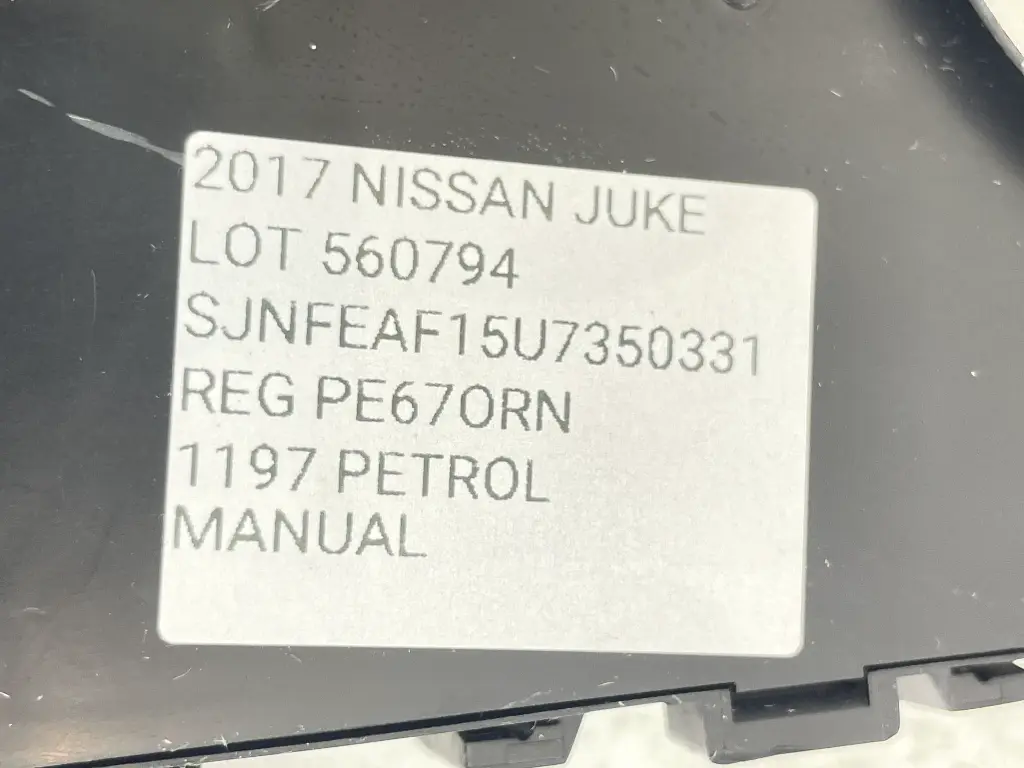 2017 NISSAN JUKE
LOT 560794
SJNFEAF15U7350331
REG PE67ORN
1197 PETROL
MANUAL